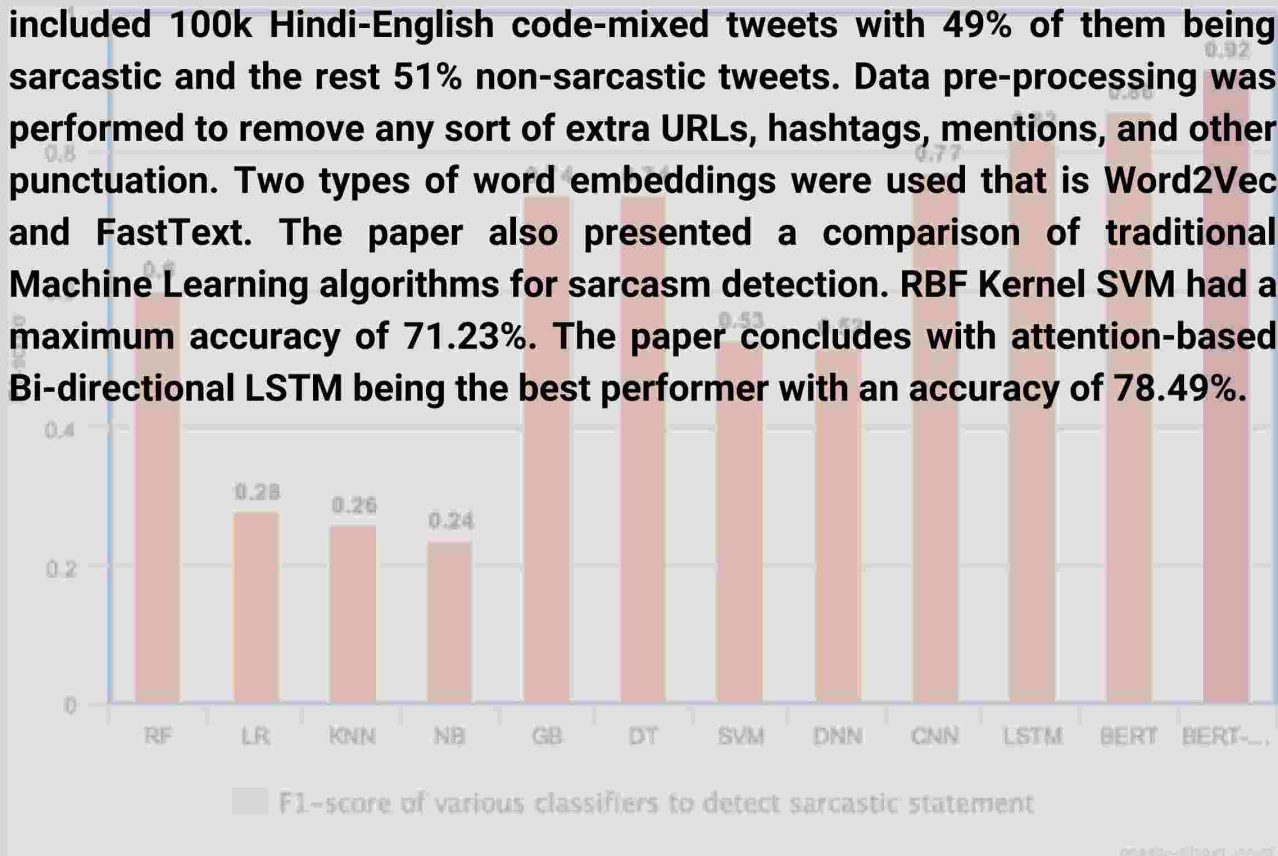 included 100k Hindi-English code-mixed tweets with 49% of them being
sarcastic and the rest 51% non-sarcastic tweets. Data pre-processing was
performed to remove any sort of extra URLs, hashtags, mentions, and other
punctuation. Two types of word embeddings were used that is Word2Vec
and FastText. The paper also presented a comparison of traditional
Machine Learning algorithms for sarcasm detection. RBF Kernel SVM had a
maximum accuracy of 71.23%. The paper concludes with attention-based
Bi-directional LSTM being the best performer with an accuracy of 78.49%.
0.92
0.8
0.77
0.53
0.4
0.28
0.26
0.24
0.2
0
RF LR KNN NB GB DT SVM DNN CNN LSTM BERT BERT-...
F1-score of various classifiers to detect sarcastic statement